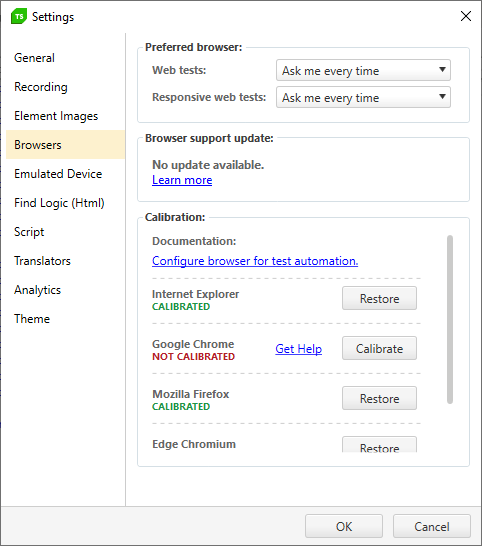 TS Settings
General
Recording
Element Images
Browsers
Emulated Device
Find Logic (Html)
Script
Translators
Analytics
Theme
Preferred browser:
Web tests: Ask me every time
Responsive web tests: Ask me every time
Browser support update:
No update available.
Learn more
Calibration:
Documentation:
Configure browser for test automation.
Internet Explorer
CALIBRATED
Restore
Google Chrome
NOT CALIBRATED
Get Help
Calibrate
Mozilla Firefox
CALIBRATED
Restore
Edge Chromium
Restore
OK
Cancel